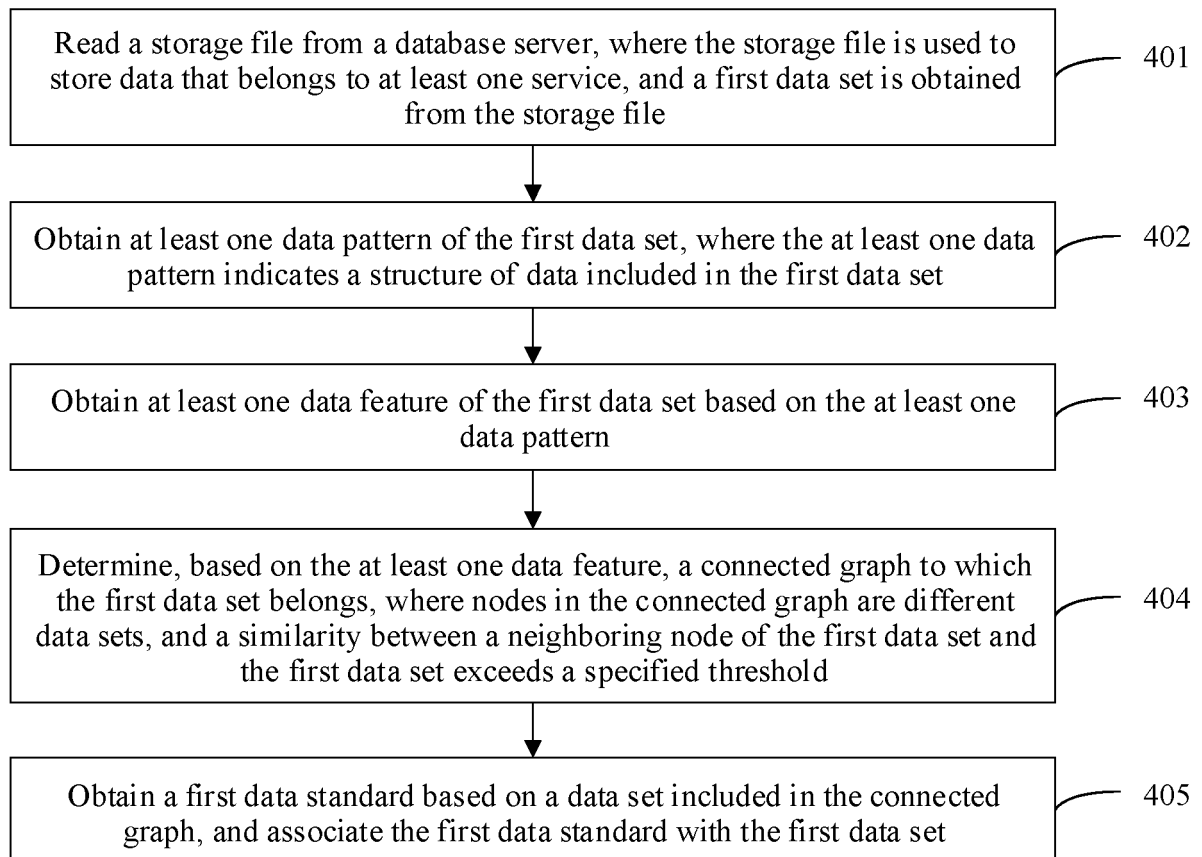 Read a storage file from a database server, where the storage file is used to
store data that belongs to at least one service, and a first data set is obtained
from the storage file
401
Obtain at least one data pattern of the first data set, where the at least one data
pattern indicates a structure of data included in the first data set
402
Obtain at least one data feature of the first data set based on the at least one
data pattern
403
Determine, based on the at least one data feature, a connected graph to which
the first data set belongs, where nodes in the connected graph are different
data sets, and a similarity between a neighboring node of the first data set and
the first data set exceeds a specified threshold
404
Obtain a first data standard based on a data set included in the connected
graph, and associate the first data standard with the first data set
405